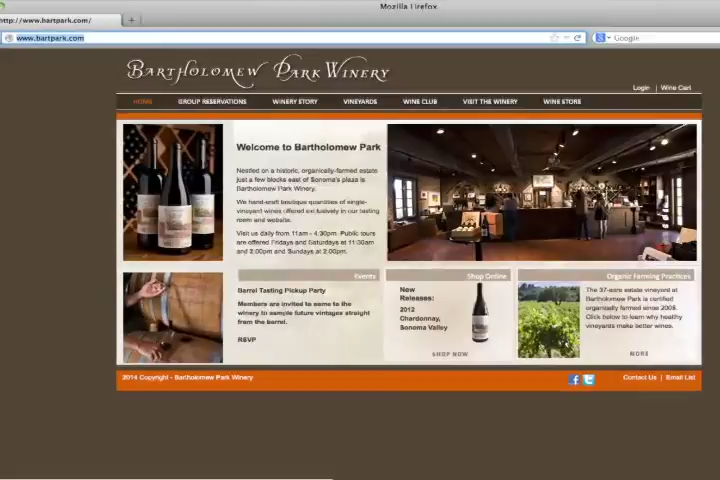 Mozilla Firefox
http://www.bartpark.com/
www.bartpark.com
Google
Bartholomew Park Winery
Login | Wine Cart
HOME GROUP RESERVATIONS WINERY STORY VINEYARDS WINE CLUB VISIT THE WINERY WINE STORE
Welcome to Bartholomew Park
Nestled on a historic, organically-farmed estate
just a few blocks east of Sonoma's plaza is
Bartholomew Park Winery.
We hand-craft boutique quantities of single-
vineyard wines offered exclusively in our tasting
room and website.
Visit us daily from 11am - 4:30pm. Public tours
are offered Fridays and Saturdays at 11:30am
and 2:00pm and Sundays at 2:00pm.
Events
Barrel Tasting Pickup Party
Members are invited to come to the
winery to sample future vintages straight
from the barrel.
RSVP
Shop Online
New
Releases:
2012
Chardonnay,
Sonoma Valley
SHOP NOW
Organic Farming Practices
The 37-acre estate vineyard at
Bartholomew Park is certified
organically farmed since 2008.
Click below to learn why healthy
vineyards make better wines.
MORE
2014 Copyright - Bartholomew Park Winery
Contact Us | Email List